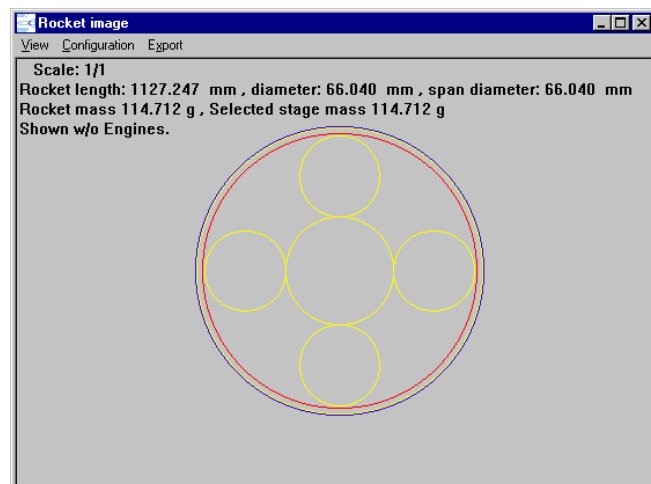 Rocket image
View Configuration Export
Scale: 1/1
Rocket length: 1127.247 mm , diameter: 66.040 mm , span diameter: 66.040 mm
Rocket mass 114.712 g , Selected stage mass 114.712 g
Shown w/o Engines.